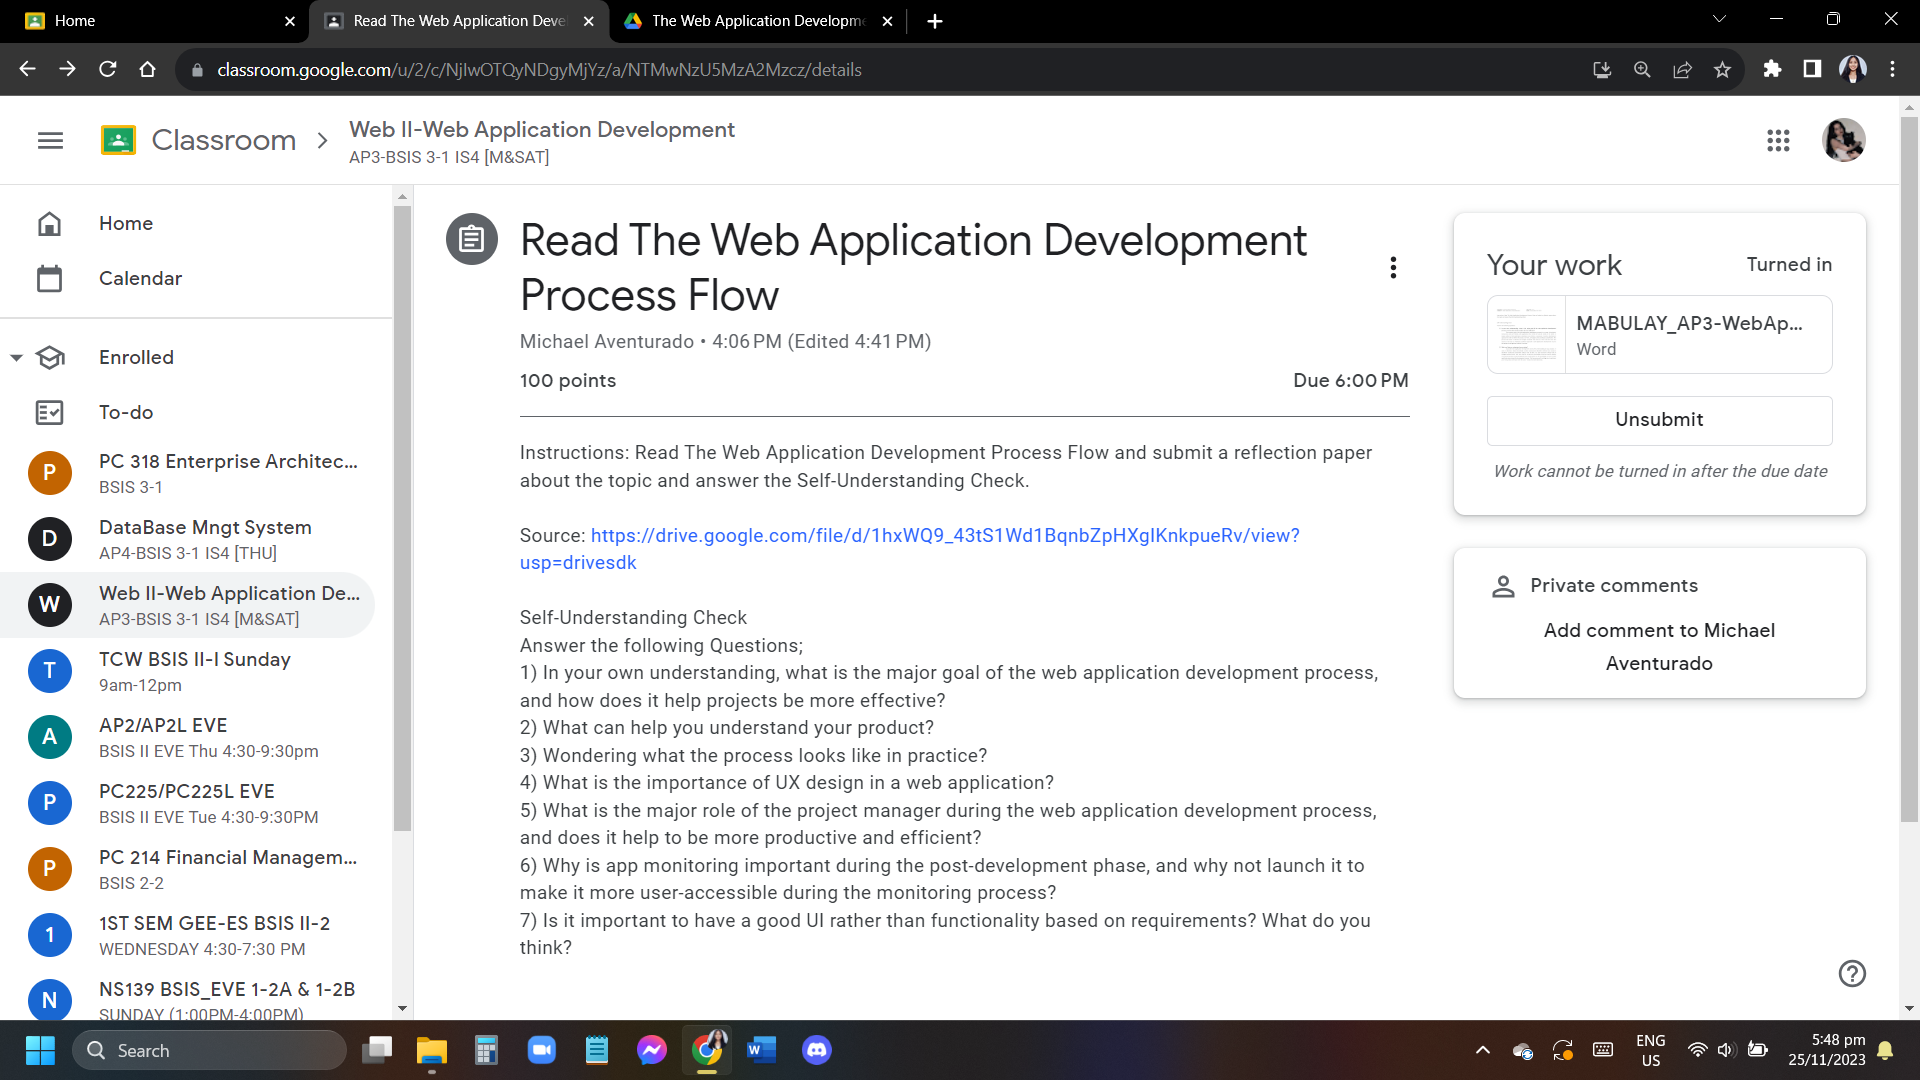 Home
Read The Web Application Deve
The Web Application Developm
classroom.google.com/u/2/c/NjIwOTQyNDgyMjYz/a/NTMwNzU5MzA2Mzcz/details
Classroom
Web II-Web Application Development
AP3-BSIS 3-1 IS4 [M&SAT]
Home
Calendar
Enrolled
To-do
P
PC 318 Enterprise Architec...
BSIS 3-1
D
DataBase Mngt System
AP4-BSIS 3-1 IS4 [THU]
W
Web II-Web Application De...
AP3-BSIS 3-1 IS4 [M&SAT]
T
TCW BSIS II-I Sunday
9am-12pm
A
AP2/AP2L EVE
BSIS II EVE Thu 4:30-9:30pm
P
PC225/PC225L EVE
BSIS II EVE Tue 4:30-9:30PM
P
PC 214 Financial Managem...
BSIS 2-2
1
1ST SEM GEE-ES BSIS II-2
WEDNESDAY 4:30-7:30 PM
N
NS139 BSIS_EVE 1-2A & 1-2B
SUNDAY (1:00PM-4:00PM)
Read The Web Application Development
Process Flow
Michael Aventurado • 4:06 PM (Edited 4:41 PM)
100 points
Due 6:00 PM
Instructions: Read The Web Application Development Process Flow and submit a reflection paper
about the topic and answer the Self-Understanding Check.
Source: https://drive.google.com/file/d/1hxWQ9_43tS1Wd1BqnbZpHXglKnkpueRv/view?
usp=drivesdk
Self-Understanding Check
Answer the following Questions;
1) In your own understanding, what is the major goal of the web application development process,
and how does it help projects be more effective?
2) What can help you understand your product?
3) Wondering what the process looks like in practice?
4) What is the importance of UX design in a web application?
5) What is the major role of the project manager during the web application development process,
and does it help to be more productive and efficient?
6) Why is app monitoring important during the post-development phase, and why not launch it to
make it more user-accessible during the monitoring process?
7) Is it important to have a good UI rather than functionality based on requirements? What do you
think?
Your work
Turned in
MABULAY_AP3-WebAp...
Word
Unsubmit
Work cannot be turned in after the due date
Private comments
Add comment to Michael
Aventurado
Search
ENG
US
5:48 pm
25/11/2023